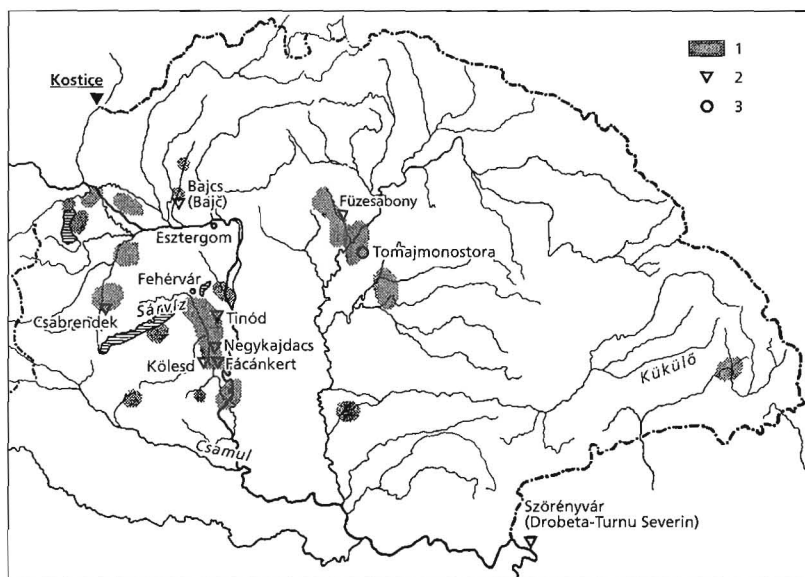 Kostice
1
2
3
Bajcs
(Bajč)
Füzesabony
Esztergom
Tomajmonostora
Fehérvár
Sárvíz
Csabrendek
Tinód
Negykajdacs
Kölesd
Fácánkert
Küküllő
Csamul
Szörényvár
(Drobeta-Turnu Severin)